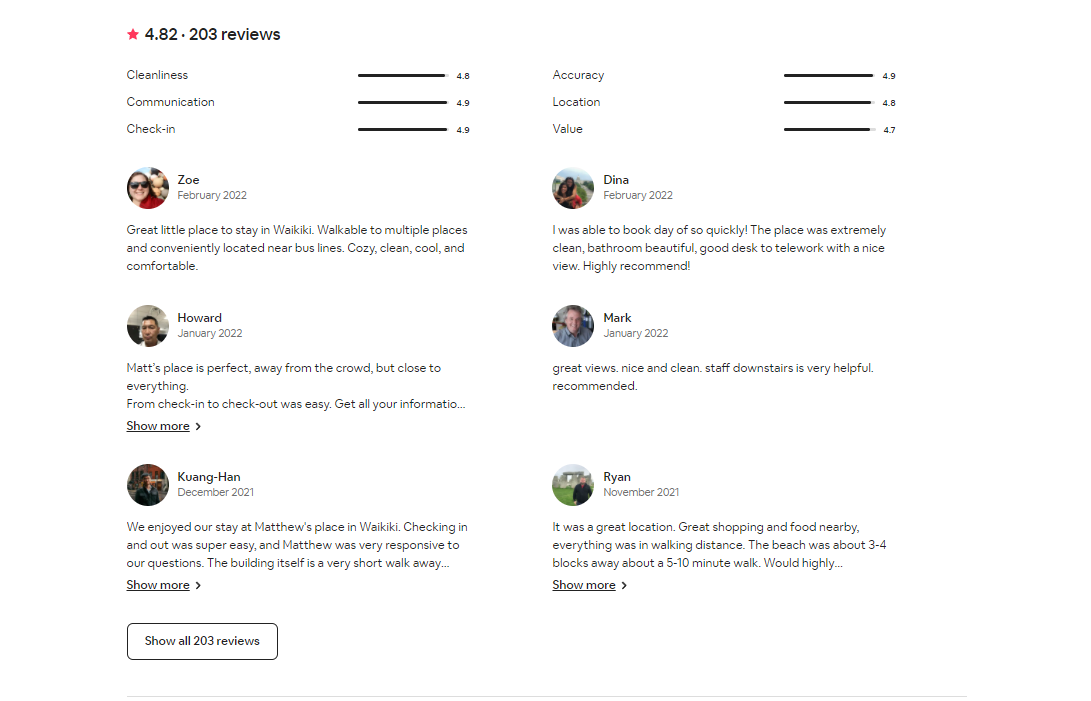 4.82 · 203 reviews
Cleanliness 4.8
Accuracy 4.9
Communication 4.9
Location 4.8
Check-in 4.9
Value 4.7
Zoe
February 2022
Great little place to stay in Waikiki. Walkable to multiple places
and conveniently located near bus lines. Cozy, clean, cool, and
comfortable.
Dina
February 2022
I was able to book day of so quickly! The place was extremely
clean, bathroom beautiful, good desk to telework with a nice
view. Highly recommend!
Howard
January 2022
Matt's place is perfect, away from the crowd, but close to
everything.
From check-in to check-out was easy. Get all your informatio...
Show more
Mark
January 2022
great views. nice and clean. staff downstairs is very helpful.
recommended.
Kuang-Han
December 2021
We enjoyed our stay at Matthew's place in Waikiki. Checking in
and out was super easy, and Matthew was very responsive to
our questions. The building itself is a very short walk away...
Show more
Ryan
November 2021
It was a great location. Great shopping and food nearby,
everything was in walking distance. The beach was about 3-4
blocks away about a 5-10 minute walk. Would highly...
Show more
Show all 203 reviews